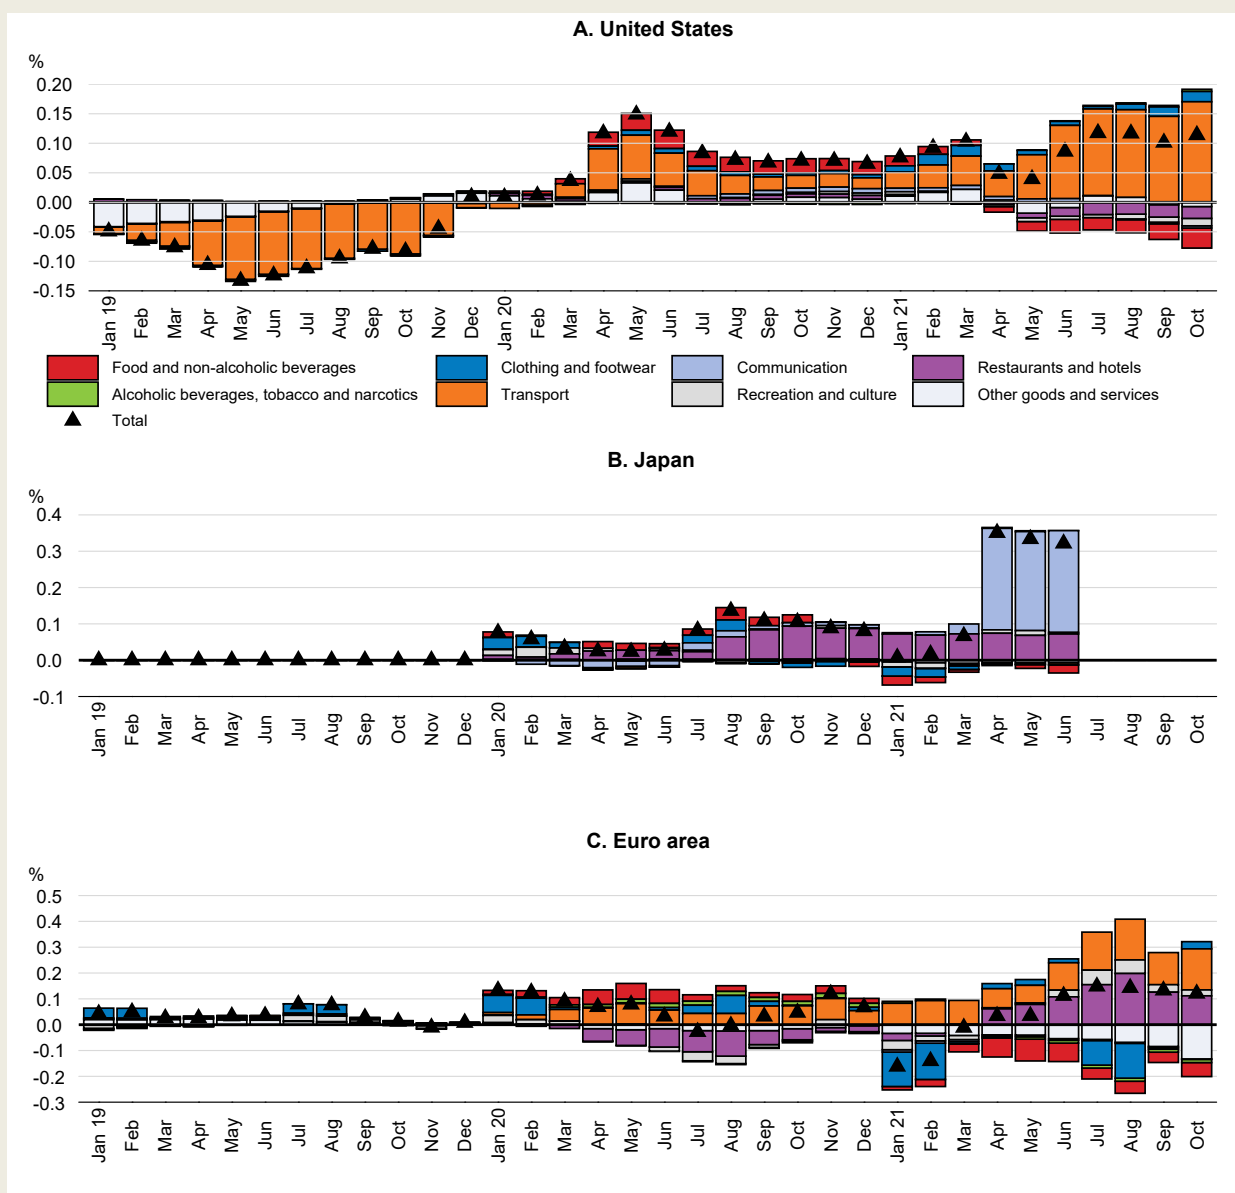 A. United States
%
0.20
0.15
0.10
0.05
0.00
-0.05
-0.10
-0.15
Jan 19 Feb Mar Apr May Jun Jul Aug Sep Oct Nov Dec Jan 20 Feb Mar Apr May Jun Jul Aug Sep Oct Nov Dec Jan 21 Feb Mar Apr May Jun Jul Aug Sep Oct
Food and non-alcoholic beverages Clothing and footwear Communication Restaurants and hotels
Alcoholic beverages, tobacco and narcotics Transport Recreation and culture Other goods and services
Total
B. Japan
%
0.4
0.3
0.2
0.1
0.0
-0.1
Jan 19 Feb Mar Apr May Jun Jul Aug Sep Oct Nov Dec Jan 20 Feb Mar Apr May Jun Jul Aug Sep Oct Nov Dec Jan 21 Feb Mar Apr May Jun Jul Aug Sep Oct
C. Euro area
%
0.5
0.4
0.3
0.2
0.1
0.0
-0.1
-0.2
-0.3
Jan 19 Feb Mar Apr May Jun Jul Aug Sep Oct Nov Dec Jan 20 Feb Mar Apr May Jun Jul Aug Sep Oct Nov Dec Jan 21 Feb Mar Apr May Jun Jul Aug Sep Oct